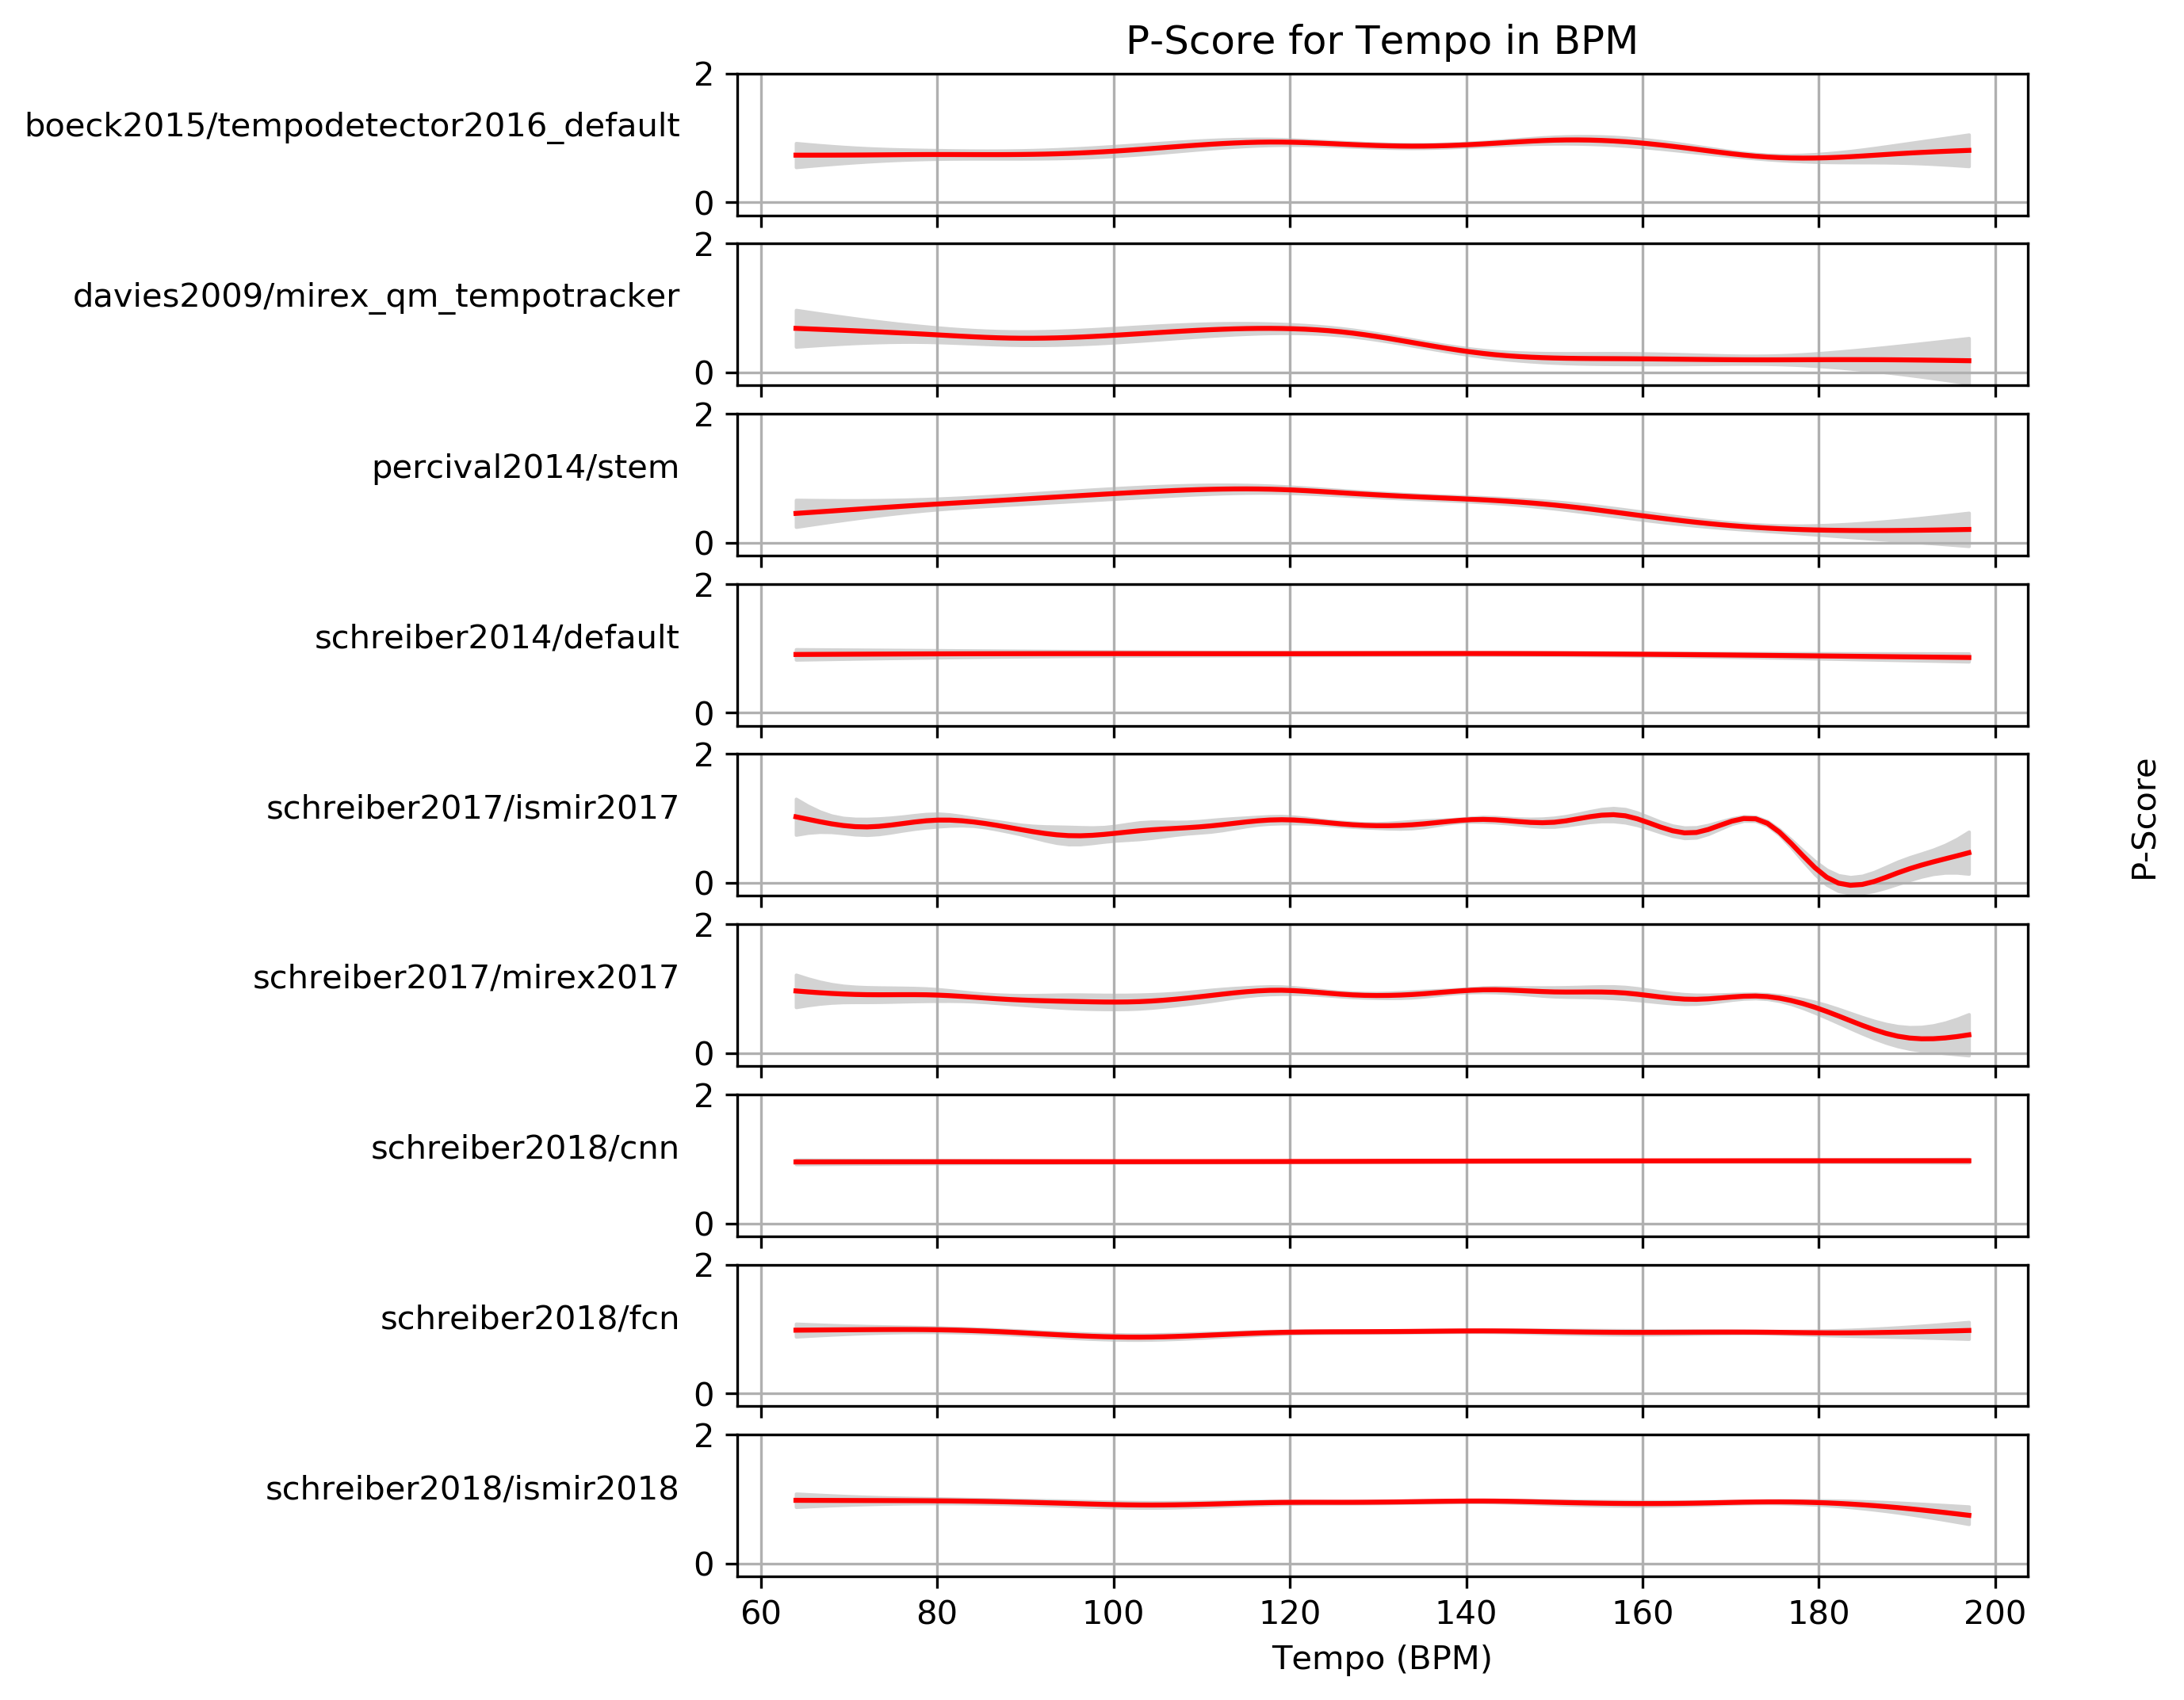 P-Score for Tempo in BPM
2
boeck2015/tempodetector2016_default
0
2
davies2009/mirex_qm_tempotracker
0
2
percival2014/stem
0
2
schreiber2014/default
0
2
schreiber2017/ismir2017
0
P-Score
2
schreiber2017/mirex2017
0
2
schreiber2018/cnn
0
2
schreiber2018/fcn
0
2
schreiber2018/ismir2018
0
60 80 100 120 140 160 180 200
Tempo (BPM)